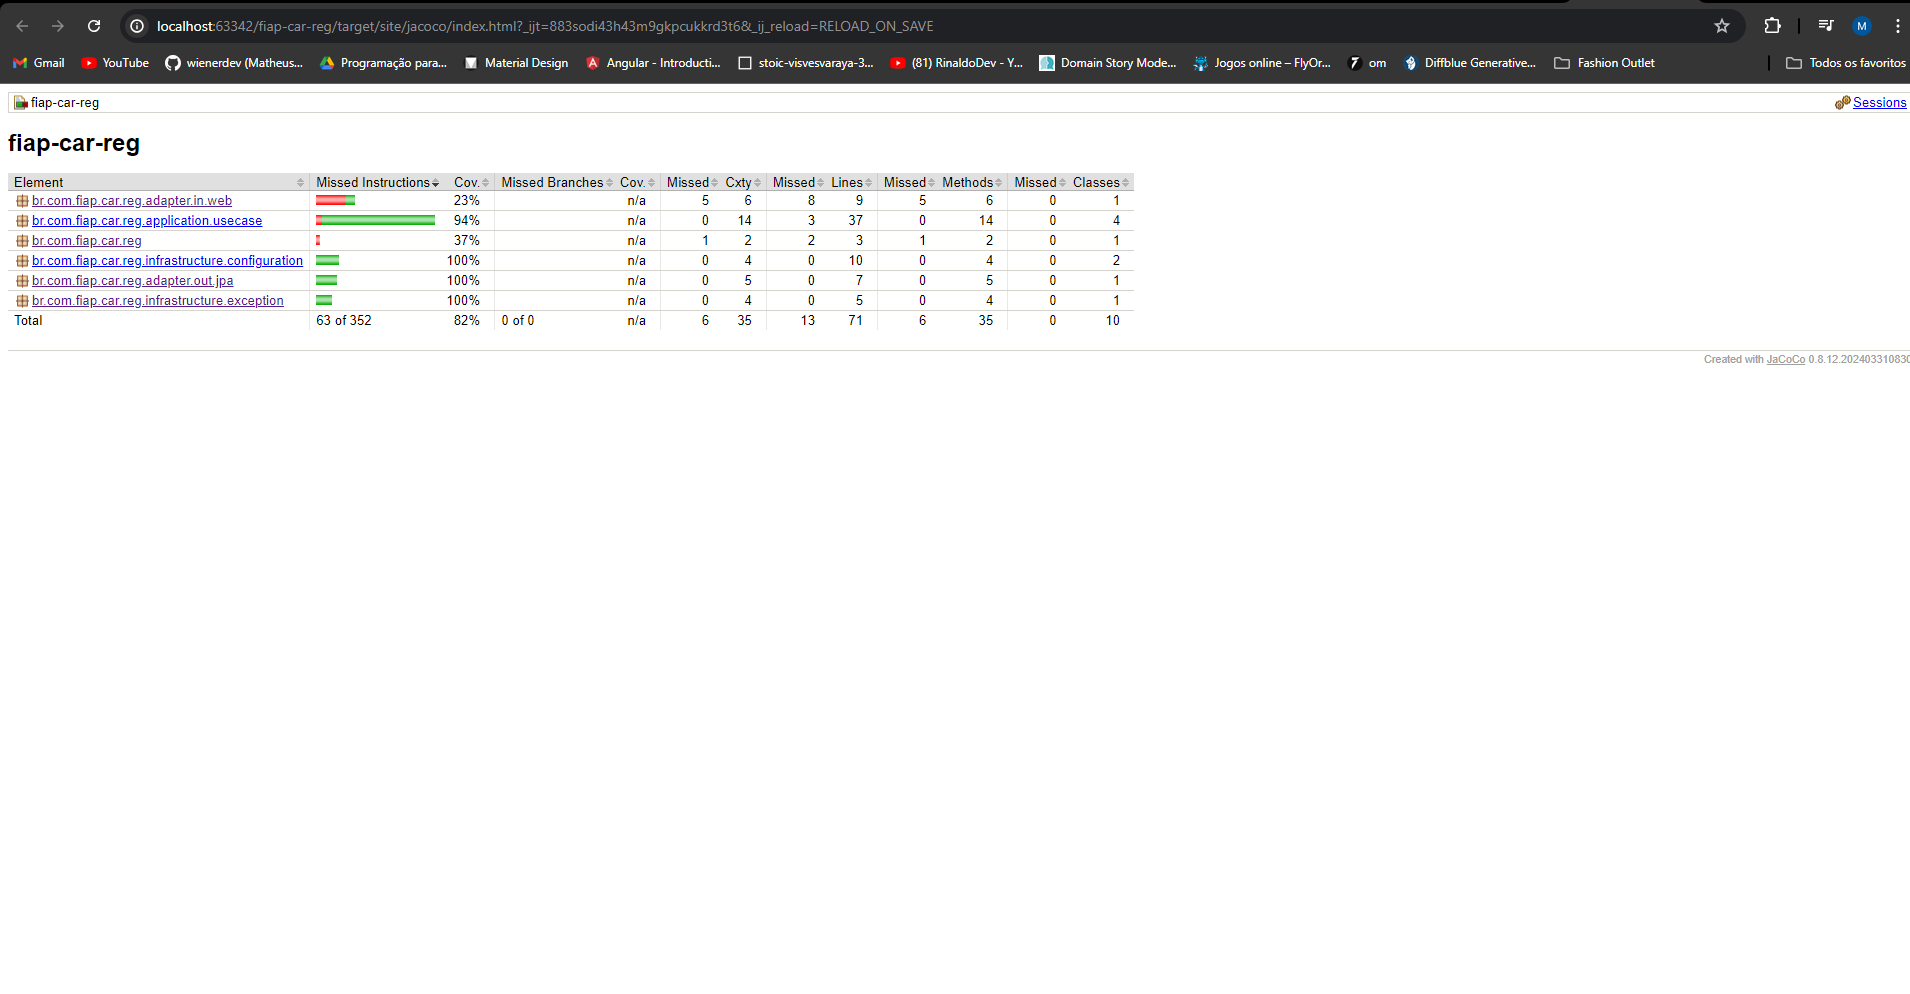 localhost:63342/fiap-car-reg/target/site/jacoco/index.html?_ijt=883sodi43h43m9gkpcukkrd3t6&_ij_reload=RELOAD_ON_SAVE M
Gmail YouTube wienerdev (Matheus... Programação para... Material Design Angular - Introducti... stoic-visvesvaraya-3... (81) RinaldoDev - Y... Domain Story Mode... Jogos online – FlyOr... om Diffblue Generative... Fashion Outlet Todos os favoritos
fiap-car-reg Sessions
fiap-car-reg
Element Missed Instructions Cov. Missed Branches Cov. Missed Cxty Missed Lines Missed Methods Missed Classes
br.com.fiap.car.reg.adapter.in.web 23% n/a 5 6 8 9 5 6 0 1
br.com.fiap.car.reg.application.usecase 94% n/a 0 14 3 37 0 14 0 4
br.com.fiap.car.reg 37% n/a 1 2 2 3 1 2 0 1
br.com.fiap.car.reg.infrastructure.configuration 100% n/a 0 4 0 10 0 4 0 2
br.com.fiap.car.reg.adapter.out.jpa 100% n/a 0 5 0 7 0 5 0 1
br.com.fiap.car.reg.infrastructure.exception 100% n/a 0 4 0 5 0 4 0 1
Total 63 of 352 82% 0 of 0 n/a 6 35 13 71 6 35 0 10
Created with JaCoCo 0.8.12.202403310830